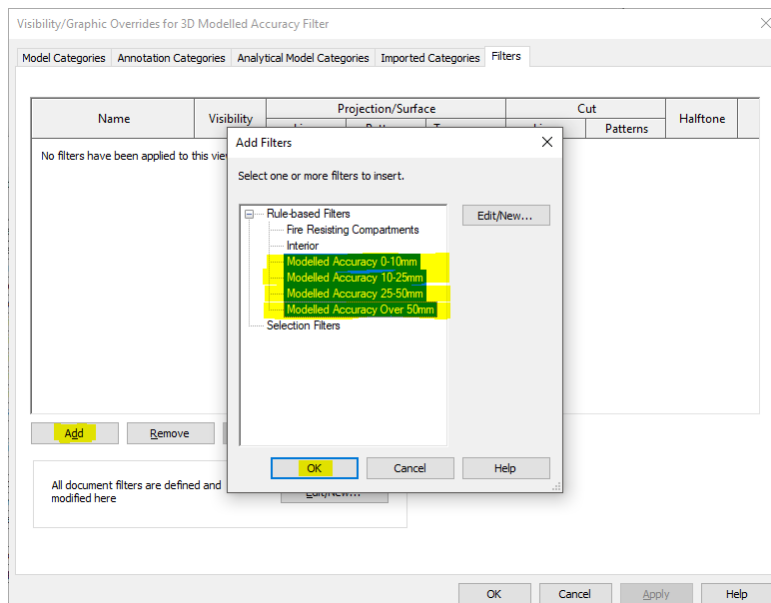 Visibility/Graphic Overrides for 3D Modelled Accuracy Filter
Model Categories Annotation Categories Analytical Model Categories Imported Categories Filters
Name Visibility Projection/Surface Cut Halftone
Patterns
No filters have been applied to this
Add Filters
Select one or more filters to insert.
Rule-based Filters
Edit/New...
Fire Resisting Compartments
Interior
Modelled Accuracy 0-10mm
Modelled Accuracy 10-25mm
Modelled Accuracy 25-50mm
Modelled Accuracy Over 50mm
Selection Filters
Add Remove
OK Cancel Help
All document filters are defined and
modified here
Edit/New...
OK Cancel Apply Help